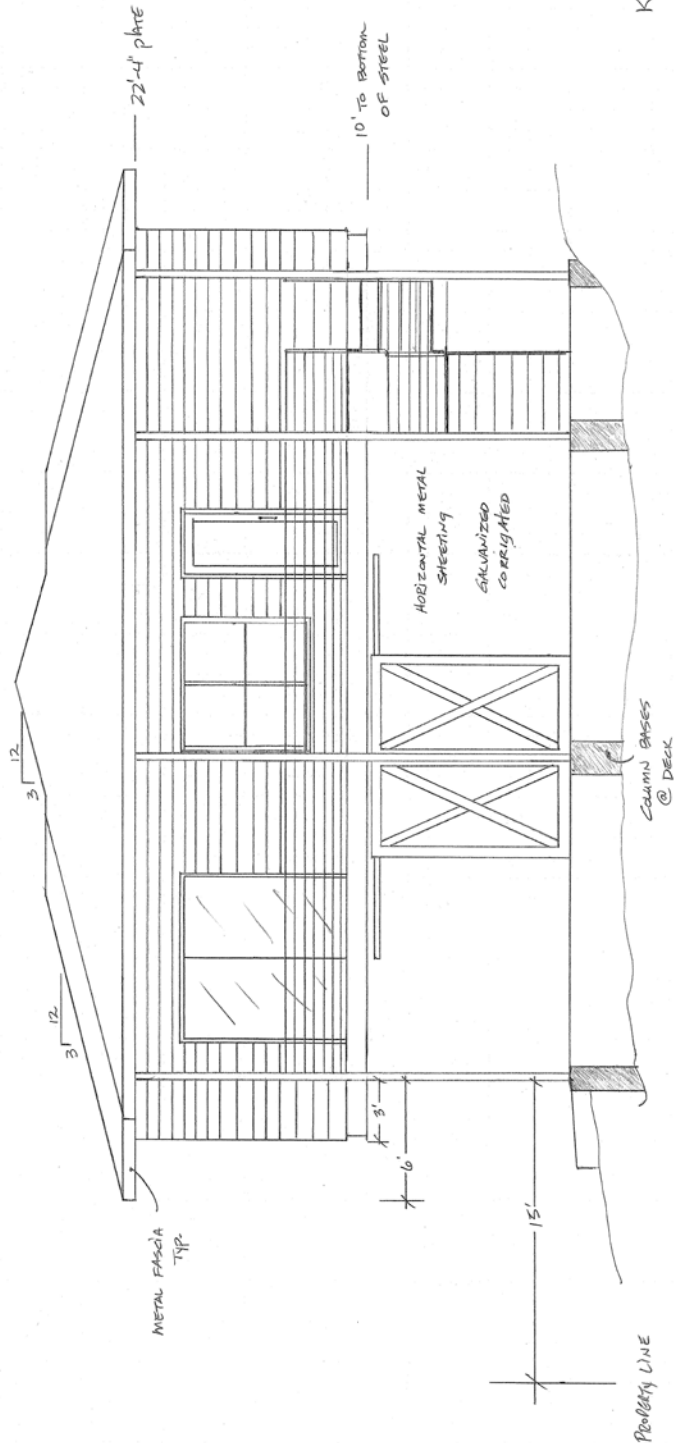 12
3
12
3
22'-4" PLATE
METAL FASCIA
TYP.
10' TO BOTTOM
OF STEEL
3'
6'
HORIZONTAL METAL
SHEETING
GALVANIZED
CORRIGATED
15'
PROPERTY LINE
COLUMN BASES
@ DECK
K